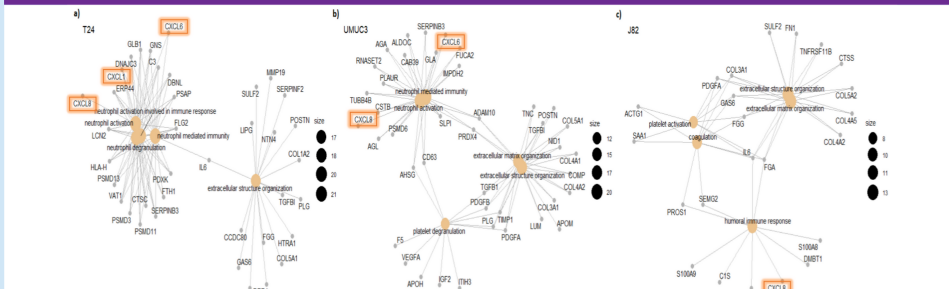 a)
T24
CXCL6
GLB1
GNS
C3
DNAJC3
CXCL1
ERP44
DBNL
PSAP
CXCL8
neutrophil activation involved in immune response
neutrophil activation
FLG2
LCN2
neutrophil mediated immunity
neutrophil degranulation
HLA-H
PSMD13
PDXK
VAT1
CTSC
FTH1
SERPINB3
PSMD3
PSMD11
IL6
MMP19
SULF2
SERPINF2
LIPG
POSTN
NTN4
COL1A2
extracellular structure organization
TGFBI
PLG
CCDC80
FGG
HTRA1
GAS6
COL5A1
size
17
18
20
21
b)
UMUC3
SERPINB3
AGA
ALDOC
CXCL6
RNASET2
CAB39
GLA
FUCA2
PLAUR
IMPDH2
neutrophil mediated immunity
TUBB4B
CSTB
neutrophil activation
CXCL8
PSMD6
SLPI
ADAM10
AGL
PRDX4
CD63
AHSG
TNC
POSTN
COL5A1
TGFBI
NID1
extracellular matrix organization
COL4A1
extracellular structure organization
COMP
COL4A2
TGFB1
PDGFB
COL3A1
PLG
TIMP1
LUM
APOM
platelet degranulation
PDGFA
F5
VEGFA
APOH
IGF2
ITIH3
size
12
15
17
20
c)
J82
SULF2
FN1
TNFRSF11B
CTSS
COL3A1
PDGFA
extracellular structure organization
COL5A2
GAS6
extracellular matrix organization
ACTG1
platelet activation
FGG
COL4A5
SAA1
coagulation
COL4A2
IL6
FGA
SEMG2
PROS1
humoral immune response
S100A8
DMBT1
S100A9
C1S
CXCL8
size
8
10
11
13